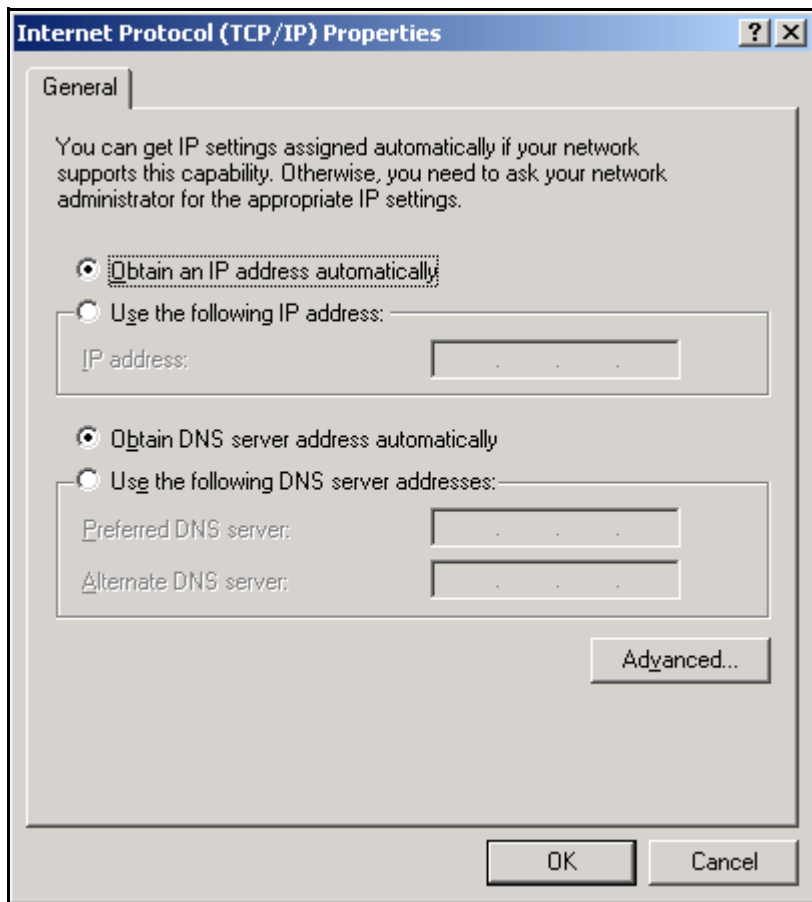 Internet Protocol (TCP/IP) Properties
General
You can get IP settings assigned automatically if your network
supports this capability. Otherwise, you need to ask your network
administrator for the appropriate IP settings.
Obtain an IP address automatically
Use the following IP address:
IP address:
Obtain DNS server address automatically
Use the following DNS server addresses:
Preferred DNS server:
Alternate DNS server:
Advanced...
OK Cancel